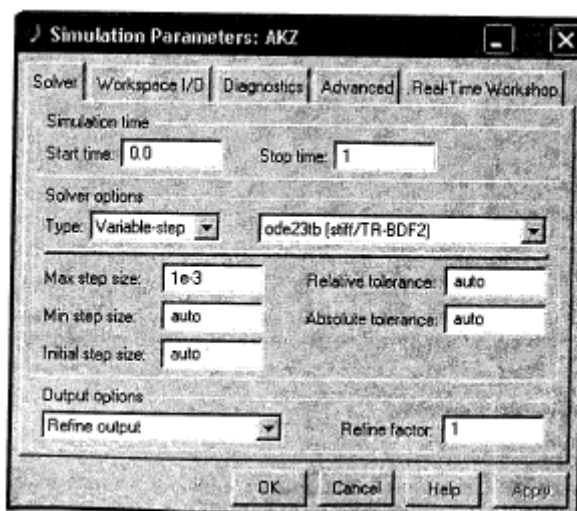 Simulation Parameters: AKZ
Solver Workspace I/O Diagnostics Advanced Real-Time Workshop
Simulation time
Start time: 0.0 Stop time: 1
Solver options
Type: Variable-step ode23tb (stiff/TR-BDF2)
Max step size: 1e-3 Relative tolerance: auto
Min step size: auto Absolute tolerance: auto
Initial step size: auto
Output options
Refine output Refine factor: 1
OK Cancel Help Apply